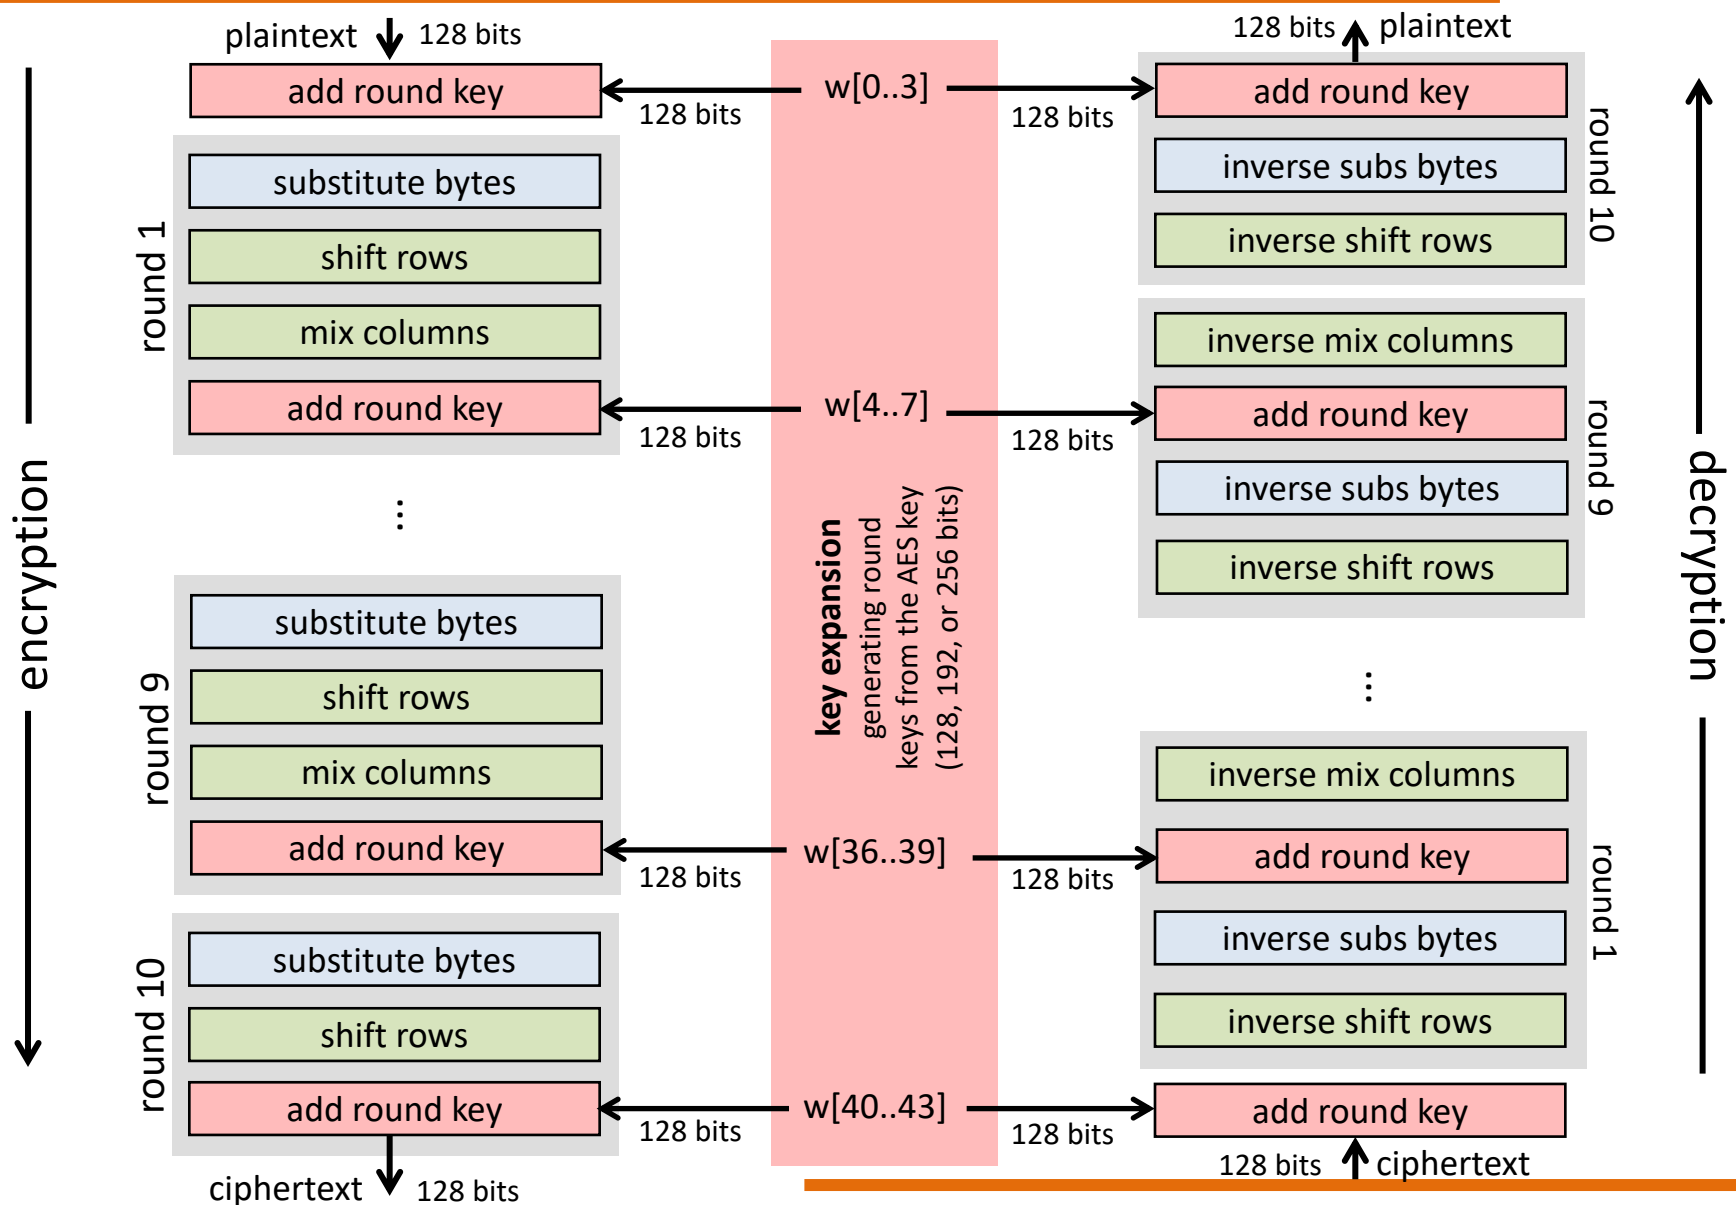 plaintext 128 bits
add round key
128 bits
round 1
substitute bytes
shift rows
mix columns
add round key
128 bits
...
round 9
substitute bytes
shift rows
mix columns
add round key
128 bits
round 10
substitute bytes
shift rows
add round key
128 bits
ciphertext 128 bits
encryption
w[0..3]
w[4..7]
key expansion
generating round
keys from the AES key
(128, 192, or 256 bits)
w[36..39]
w[40..43]
128 bits plaintext
add round key
128 bits
inverse subs bytes
inverse shift rows
round 10
inverse mix columns
add round key
128 bits
inverse subs bytes
inverse shift rows
round 9
...
inverse mix columns
add round key
128 bits
inverse subs bytes
inverse shift rows
round 1
add round key
128 bits
128 bits ciphertext
decryption